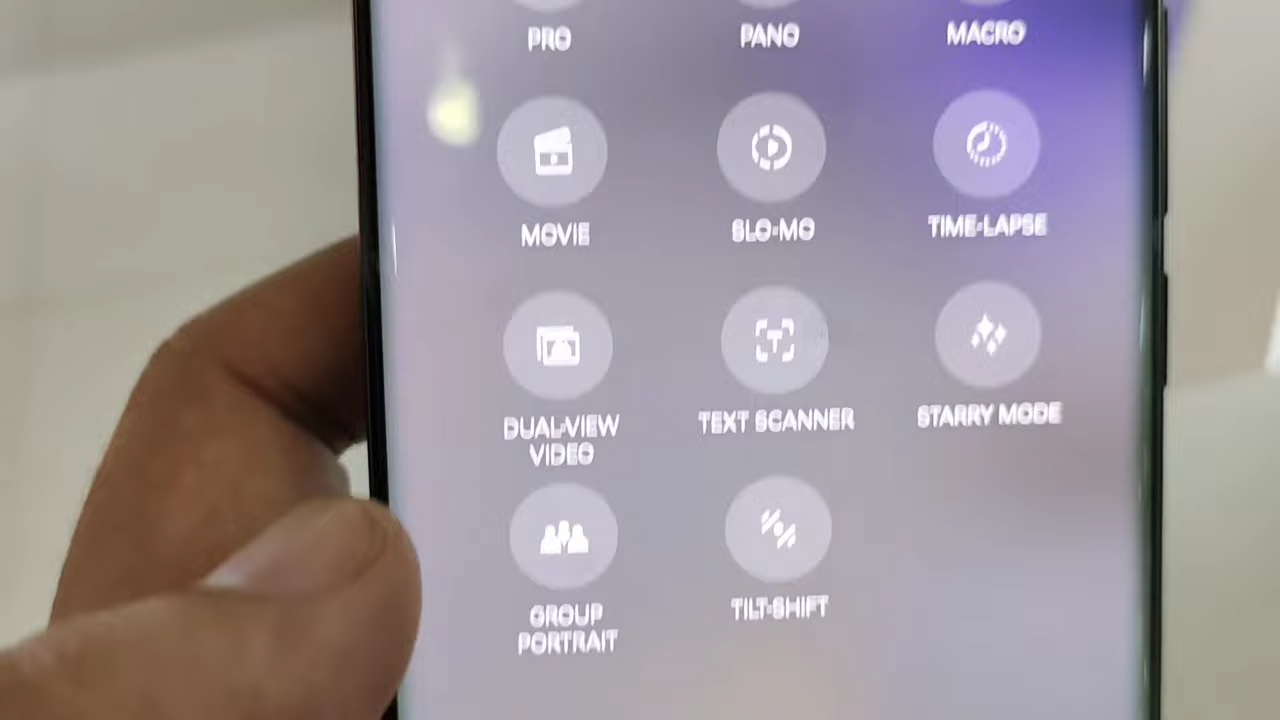 PRO PANO MACRO
MOVIE SLO-MO TIME-LAPSE
DUAL-VIEW TEXT SCANNER STARRY MODE
VIDEO
GROUP TILT-SHIFT
PORTRAIT